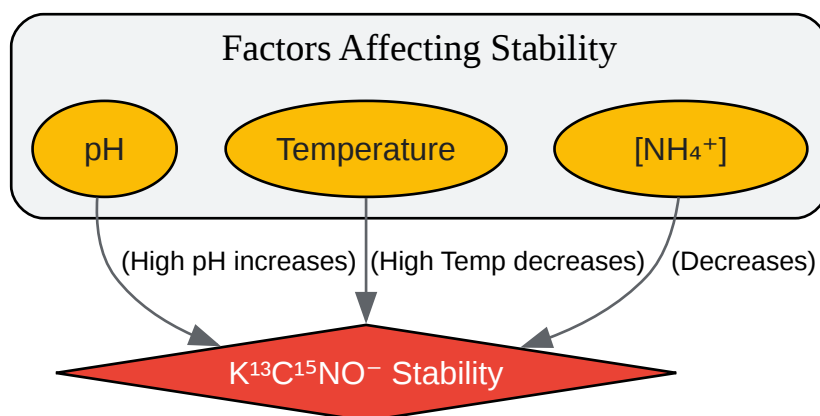 Factors Affecting Stability
pH
Temperature
[NH₄⁺]
(High pH increases)
(High Temp decreases)
(Decreases)
K¹³C¹⁵NO⁻ Stability